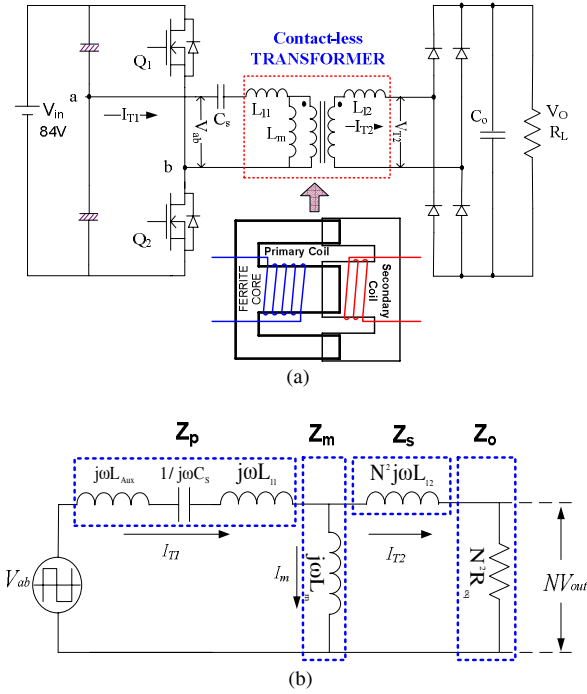 Contact-less
TRANSFORMER
Q₁
a
I_T1
V_in
84V
V_ab
C_s
L_l1
L_m
L_l2
I_T2
V_T2
C_o
V_O
R_L
b
Q₂
Primary Coil
FERRITE
CORE
Secondary
Coil
(a)
Z_p
Z_m
Z_s
Z_o
jωL_Aux
1/jωC_S
jωL_l1
N²jωL_l2
I_T1
I_m
jωL_m
I_T2
N²R_eq
V_ab
NV_out
(b)